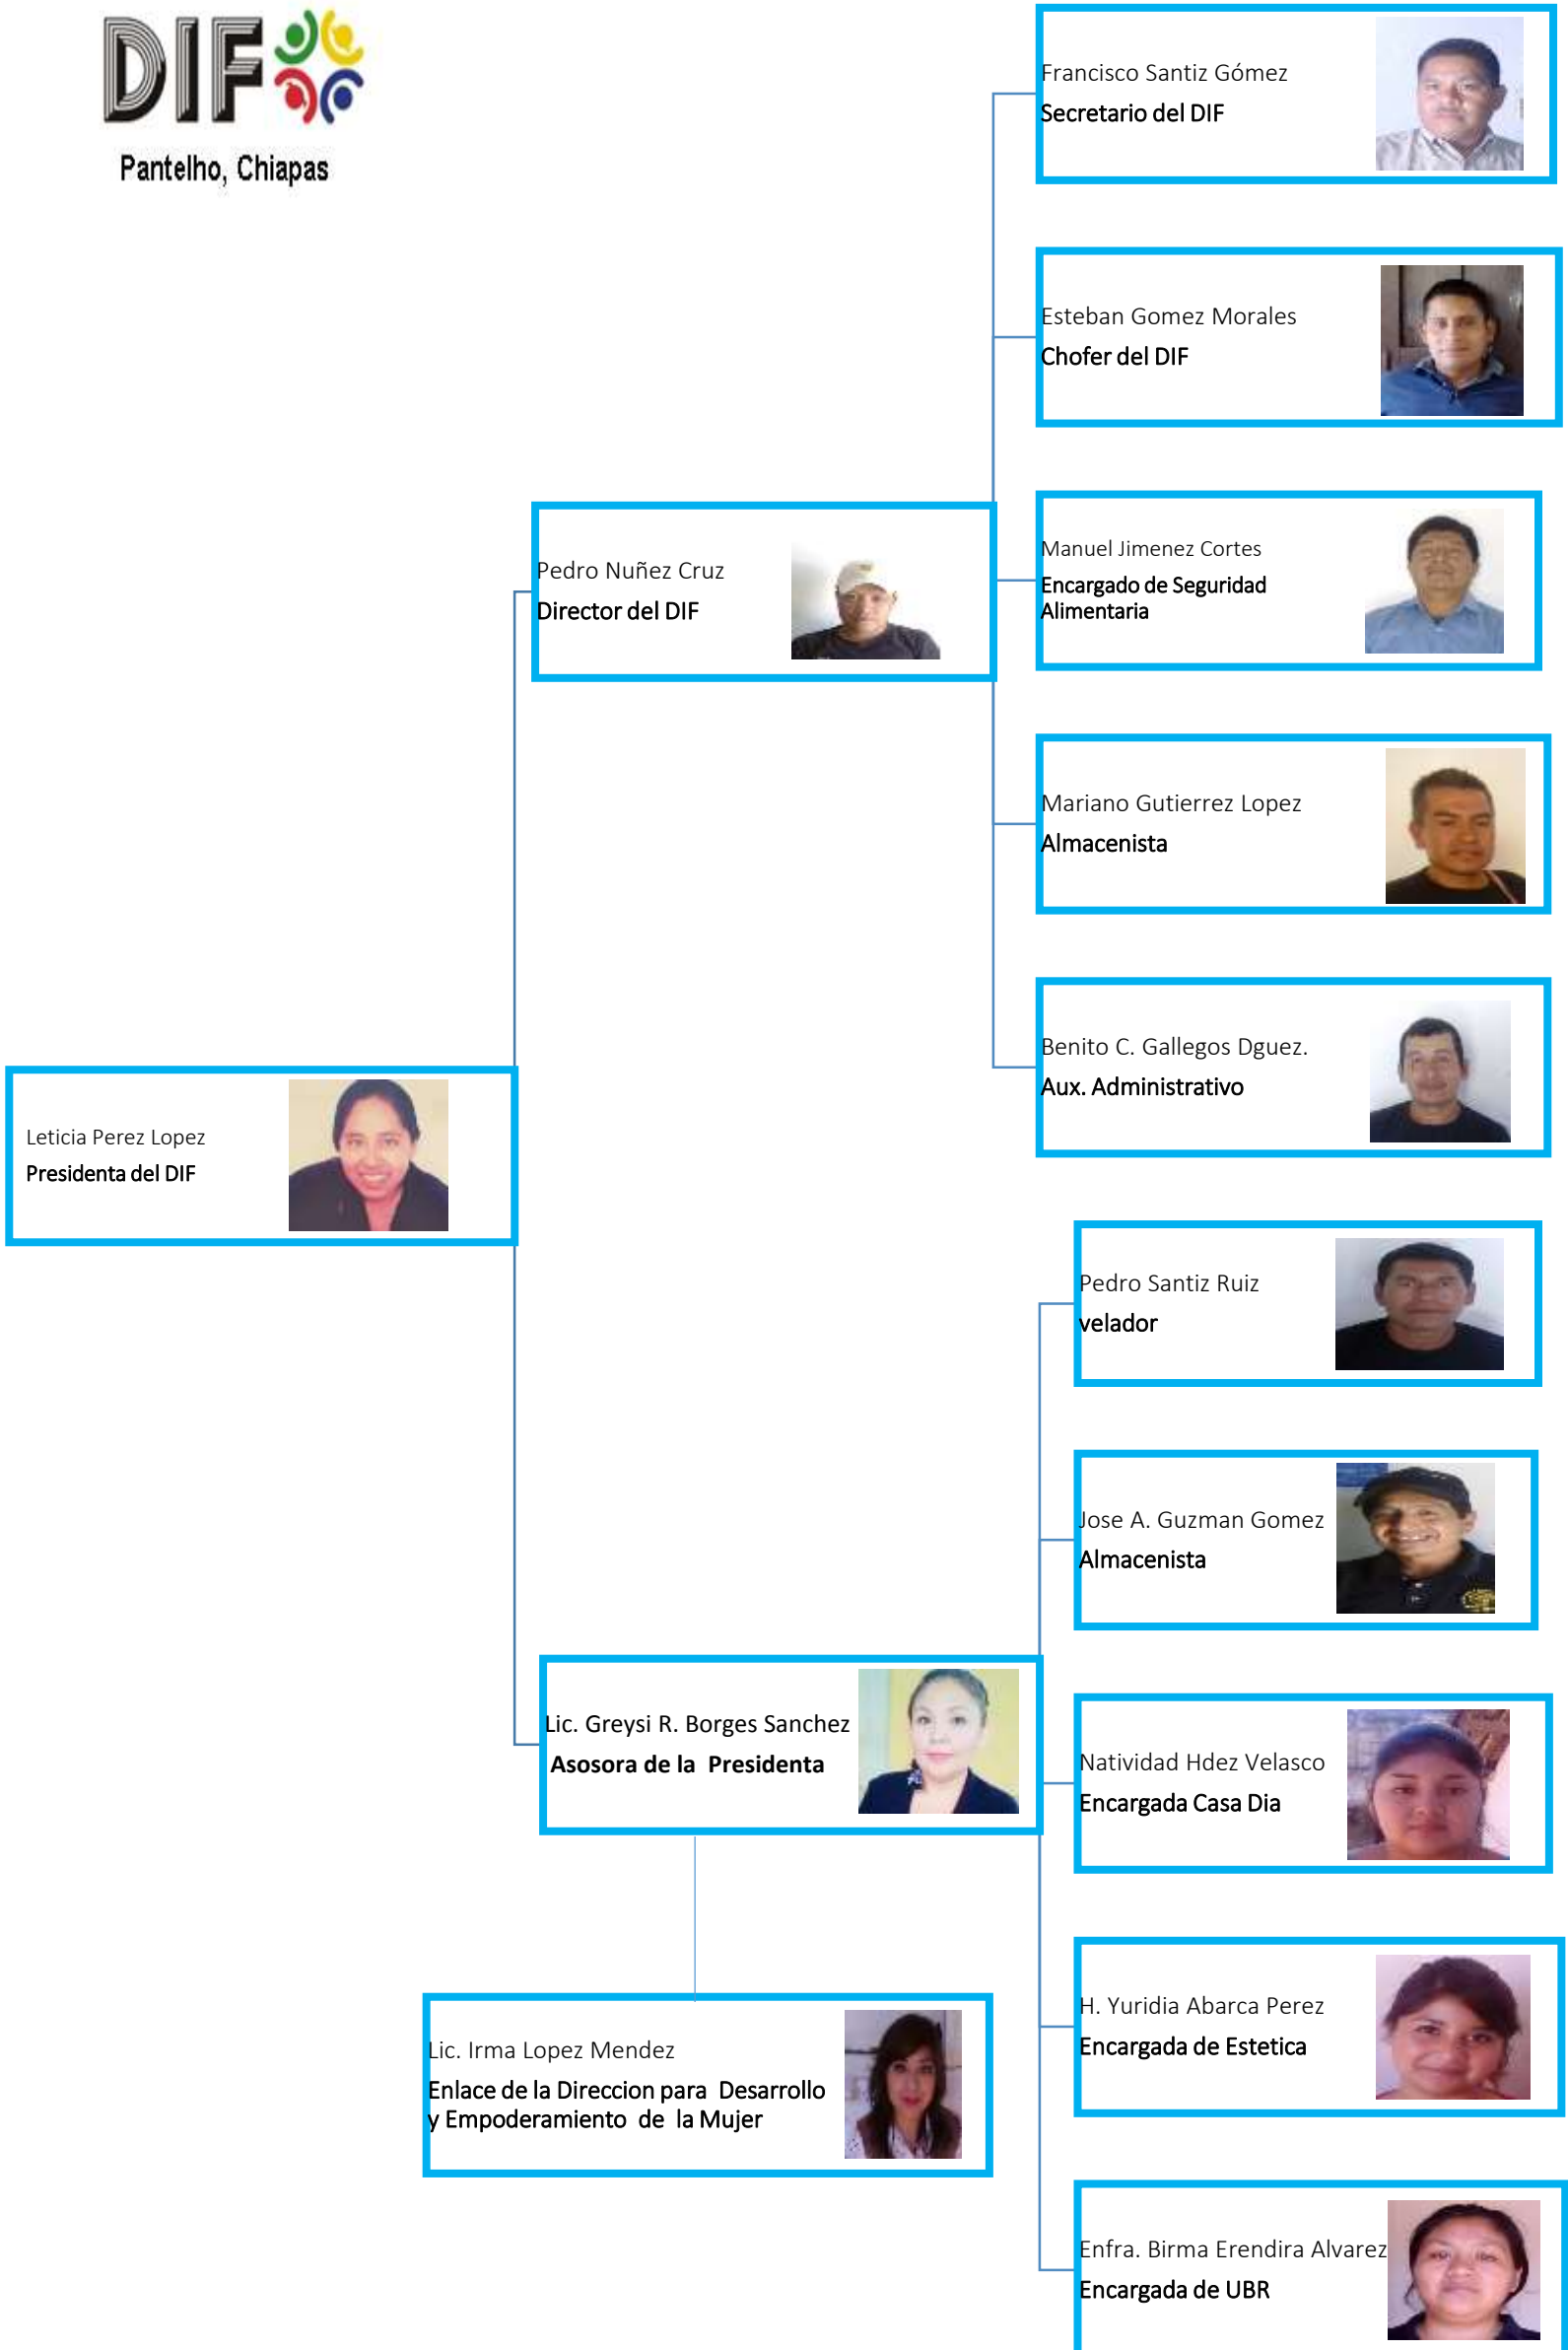 DIF
Pantelho, Chiapas
Francisco Santiz Gómez
Secretario del DIF
Esteban Gomez Morales
Chofer del DIF
Pedro Nuñez Cruz
Director del DIF
Manuel Jimenez Cortes
Encargado de Seguridad
Alimentaria
Mariano Gutierrez Lopez
Almacenista
Benito C. Gallegos Dguez.
Aux. Administrativo
Leticia Perez Lopez
Presidenta del DIF
Pedro Santiz Ruiz
velador
Jose A. Guzman Gomez
Almacenista
Lic. Greysi R. Borges Sanchez
Asosora de la Presidenta
Natividad Hdez Velasco
Encargada Casa Dia
H. Yuridia Abarca Perez
Encargada de Estetica
Lic. Irma Lopez Mendez
Enlace de la Direccion para Desarrollo
y Empoderamiento de la Mujer
Enfra. Birma Erendira Alvarez
Encargada de UBR